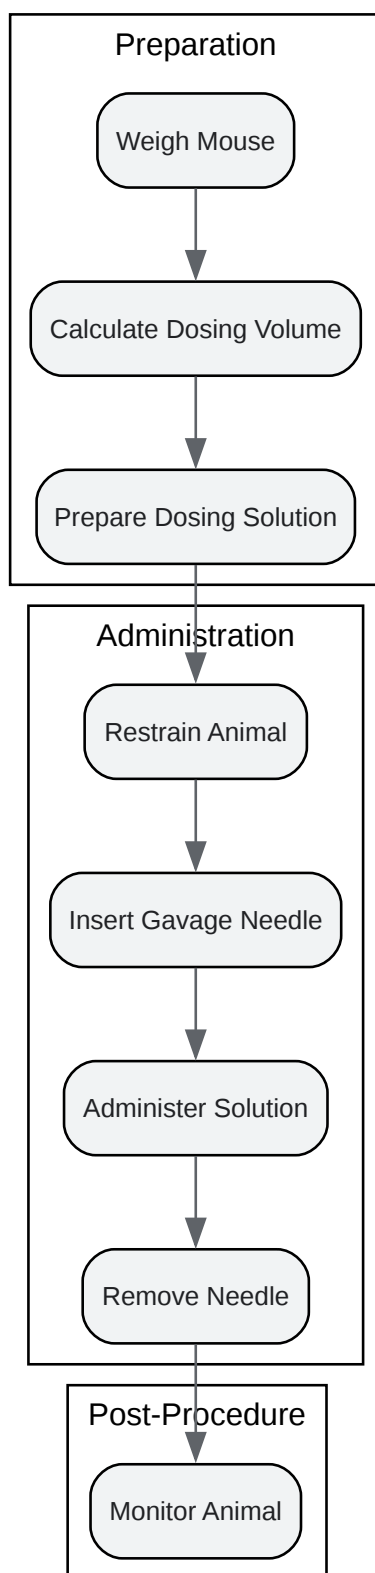 Preparation
Weigh Mouse
Calculate Dosing Volume
Prepare Dosing Solution
Administration
Restrain Animal
Insert Gavage Needle
Administer Solution
Remove Needle
Post-Procedure
Monitor Animal